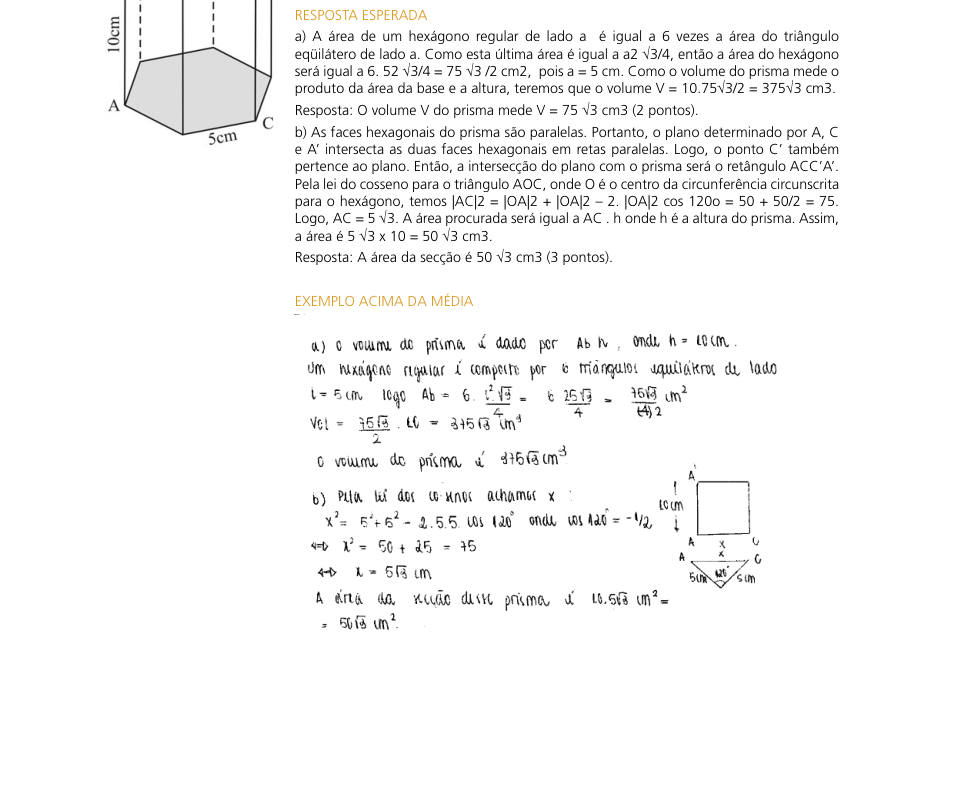 10cm
A
C
5cm
RESPOSTA ESPERADA
a) A área de um hexágono regular de lado a é igual a 6 vezes a área do triângulo
eqüilátero de lado a. Como esta última área é igual a a2 √3/4, então a área do hexágono
será igual a 6. 52 √3/4 = 75 √3 /2 cm2, pois a = 5 cm. Como o volume do prisma mede o
produto da área da base e a altura, teremos que o volume V = 10.75√3/2 = 375√3 cm3.
Resposta: O volume V do prisma mede V = 75 √3 cm3 (2 pontos).
b) As faces hexagonais do prisma são paralelas. Portanto, o plano determinado por A, C
e A’ intersecta as duas faces hexagonais em retas paralelas. Logo, o ponto C’ também
pertence ao plano. Então, a intersecção do plano com o prisma será o retângulo ACC’A’.
Pela lei do cosseno para o triângulo AOC, onde O é o centro da circunferência circunscrita
para o hexágono, temos |AC|2 = |OA|2 + |OA|2 – 2. |OA|2 cos 120o = 50 + 50/2 = 75.
Logo, AC = 5 √3. A área procurada será igual a AC . h onde h é a altura do prisma. Assim,
a área é 5 √3 x 10 = 50 √3 cm3.
Resposta: A área da secção é 50 √3 cm3 (3 pontos).
EXEMPLO ACIMA DA MÉDIA
a) O volume do prisma é dado por Ab h, onde h = 10cm.
Um hexágono regular é composto por 6 triângulos equiláteros de lado
l = 5 cm logo Ab = 6. l²√3/4 = 6 25√3/4 = 75√3/(4)2 cm²
Vol = 75√3/2 . 10 = 375√3 cm³
O volume do prisma é 375√3 cm³
b) Pela lei dos cossenos achamos x :
x² = 5²+5² - 2.5.5. cos 120° onde cos 120° = -1/2
⇔ x² = 50 + 25 = 75
⇔ x = 5√3 cm
A área da secção desse prisma é 10.5√3 cm² =
= 50√3 cm².
A'
10cm
A x C
A x C
5cm 120° 5cm